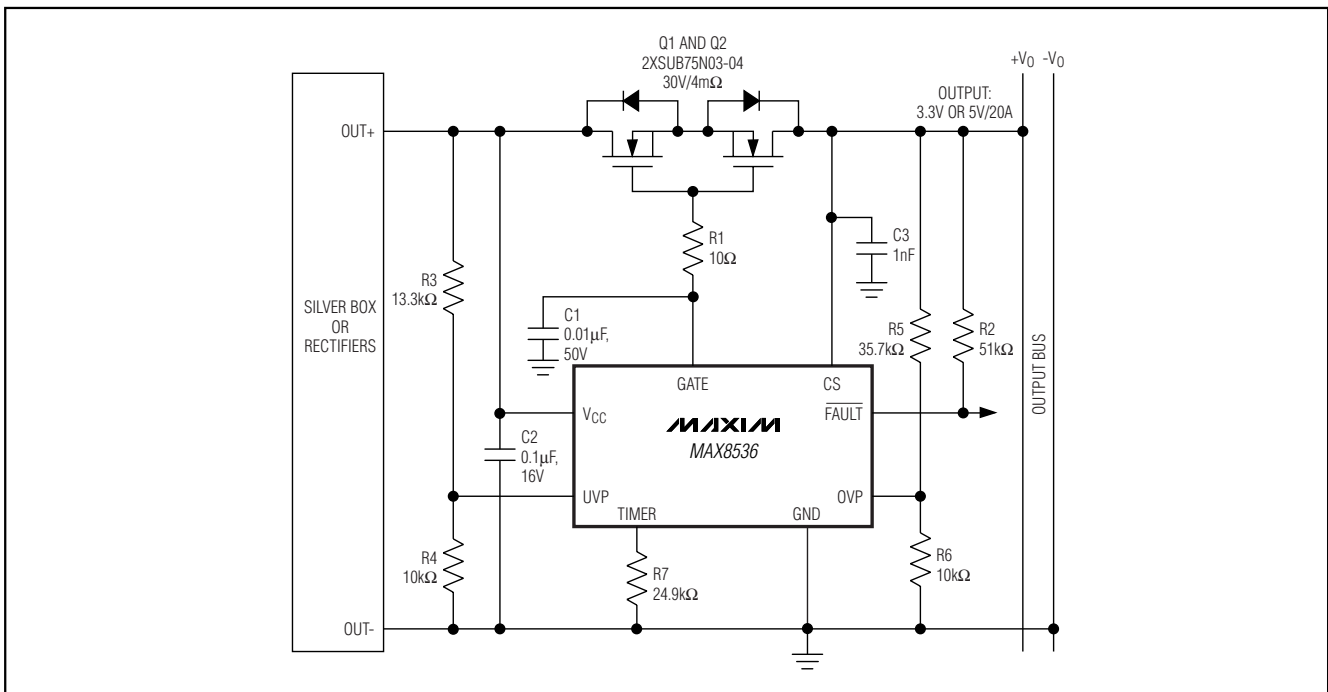 Q1 AND Q2
2XSUB75N03-04
30V/4mΩ
+VO -VO
OUTPUT:
3.3V OR 5V/20A
OUT+
SILVER BOX
OR
RECTIFIERS
OUT-
R1
10Ω
C3
1nF
R3
13.3kΩ
C1
0.01μF,
50V
R5
35.7kΩ
R2
51kΩ
OUTPUT BUS
GATE
CS
VCC
MAXIM
MAX8536
FAULT
C2
0.1μF,
16V
UVP
OVP
TIMER
GND
R4
10kΩ
R7
24.9kΩ
R6
10kΩ